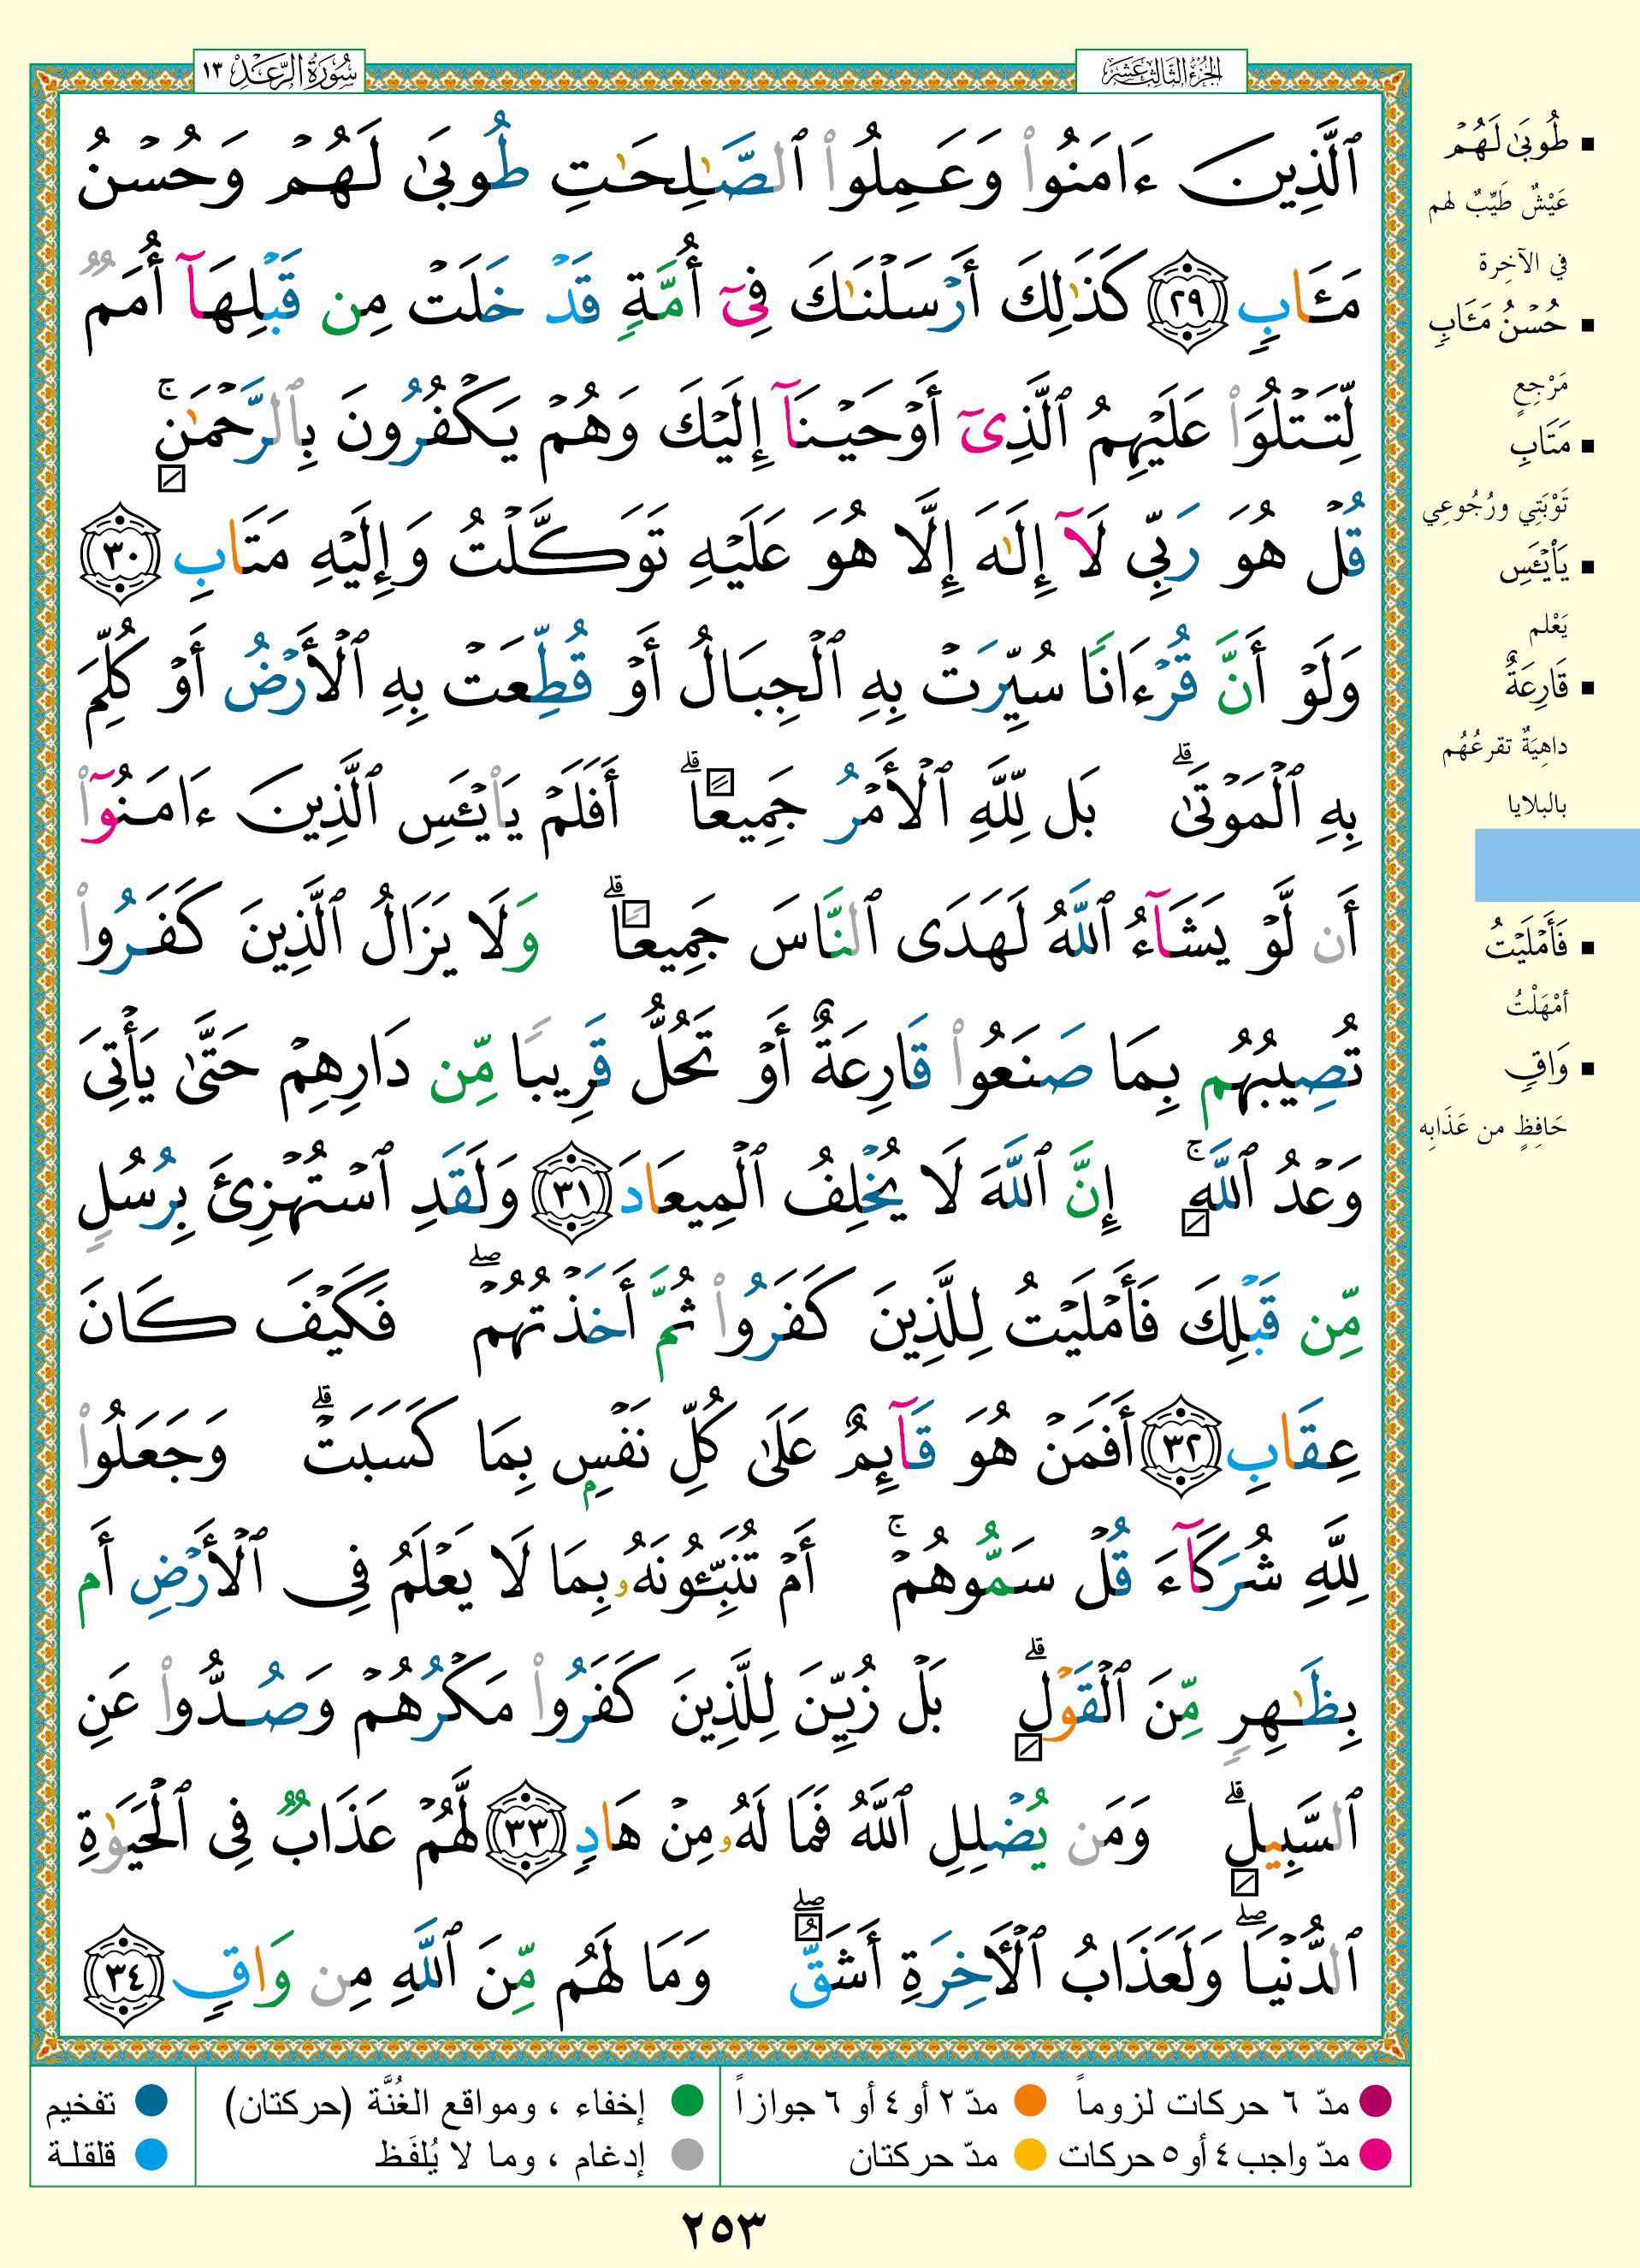 الجزء الثالث عشر
سورة الرعد ١٣
ٱلَّذِينَ ءَامَنُوا۟ وَعَمِلُوا۟ ٱلصَّـٰلِحَـٰتِ طُوبَىٰ لَهُمْ وَحُسْنُ
مَـَٔابٍ ٢٩ كَذَٰلِكَ أَرْسَلْنَـٰكَ فِىٓ أُمَّةٍ قَدْ خَلَتْ مِن قَبْلِهَآ أُمَمٌ
لِّتَتْلُوَا۟ عَلَيْهِمُ ٱلَّذِىٓ أَوْحَيْنَآ إِلَيْكَ وَهُمْ يَكْفُرُونَ بِٱلرَّحْمَـٰنِ ۚ
قُلْ هُوَ رَبِّى لَآ إِلَـٰهَ إِلَّا هُوَ عَلَيْهِ تَوَكَّلْتُ وَإِلَيْهِ مَتَابِ ٣٠
وَلَوْ أَنَّ قُرْءَانًا سُيِّرَتْ بِهِ ٱلْجِبَالُ أَوْ قُطِّعَتْ بِهِ ٱلْأَرْضُ أَوْ كُلِّمَ
بِهِ ٱلْمَوْتَىٰ ۗ بَل لِّلَّهِ ٱلْأَمْرُ جَمِيعًا ۗ أَفَلَمْ يَا۟يْـَٔسِ ٱلَّذِينَ ءَامَنُوٓا۟
أَن لَّوْ يَشَآءُ ٱللَّهُ لَهَدَى ٱلنَّاسَ جَمِيعًا ۗ وَلَا يَزَالُ ٱلَّذِينَ كَفَرُوا۟
تُصِيبُهُم بِمَا صَنَعُوا۟ قَارِعَةٌ أَوْ تَحُلُّ قَرِيبًا مِّن دَارِهِمْ حَتَّىٰ يَأْتِىَ
وَعْدُ ٱللَّهِ ۚ إِنَّ ٱللَّهَ لَا يُخْلِفُ ٱلْمِيعَادَ ٣١ وَلَقَدِ ٱسْتُهْزِئَ بِرُسُلٍ
مِّن قَبْلِكَ فَأَمْلَيْتُ لِلَّذِينَ كَفَرُوا۟ ثُمَّ أَخَذْتُهُمْ ۖ فَكَيْفَ كَانَ
عِقَابِ ٣٢ أَفَمَنْ هُوَ قَآئِمٌ عَلَىٰ كُلِّ نَفْسٍۭ بِمَا كَسَبَتْ ۗ وَجَعَلُوا۟
لِلَّهِ شُرَكَآءَ قُلْ سَمُّوهُمْ ۚ أَمْ تُنَبِّـُٔونَهُۥ بِمَا لَا يَعْلَمُ فِى ٱلْأَرْضِ أَم
بِظَـٰهِرٍ مِّنَ ٱلْقَوْلِ ۗ بَلْ زُيِّنَ لِلَّذِينَ كَفَرُوا۟ مَكْرُهُمْ وَصُدُّوا۟ عَنِ
ٱلسَّبِيلِ ۗ وَمَن يُضْلِلِ ٱللَّهُ فَمَا لَهُۥ مِنْ هَادٍ ٣٣ لَّهُمْ عَذَابٌ فِى ٱلْحَيَوٰةِ
ٱلدُّنْيَا ۖ وَلَعَذَابُ ٱلْـَٔاخِرَةِ أَشَقُّ ۖ وَمَا لَهُم مِّنَ ٱللَّهِ مِن وَاقٍ ٣٤
▪ طُوبَىٰ لَهُمْ
عَيْشٌ طَيِّبٌ لهم
في الآخِرة
▪ حُسْنُ مَـَٔابٍ
مَرْجِعٍ
▪ مَتَابِ
تَوْبَتِي ورُجُوعِي
▪ يَا۟يْـَٔسِ
يَعْلم
▪ قَارِعَةٌ
داهِيَةٌ تقرعُهُم
بالبلايا
▪ فَأَمْلَيْتُ
أمْهَلْتُ
▪ وَاقٍ
حَافِظٍ من عَذَابِه
مدّ ٦ حركات لزوماً مدّ ٢ أو ٤ أو ٦ جوازاً إخفاء ، ومواقع الغُنَّة (حركتان) تفخيم
مدّ واجب ٤ أو ٥ حركات مدّ حركتان إدغام ، وما لا يُلفَظ قلقلة
٢٥٣